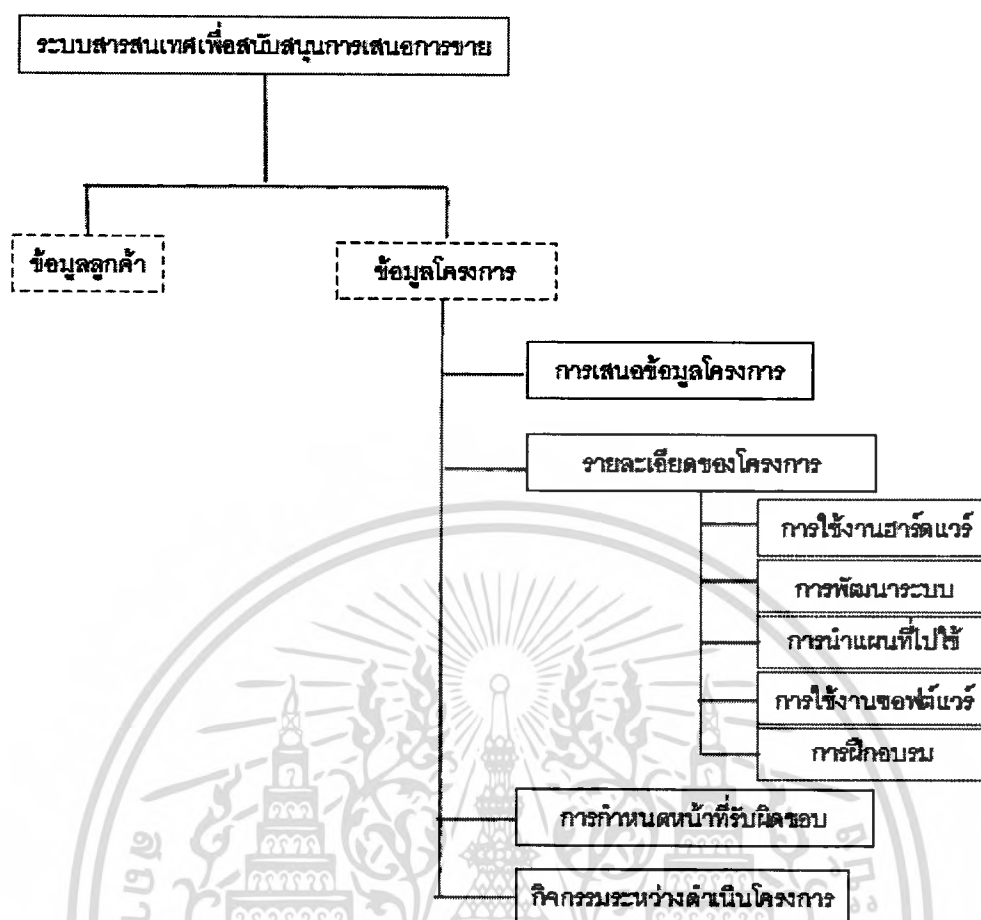 ระบบสารสนเทศเพื่อสนับสนุนการเสนอการขาย
ข้อมูลลูกค้า
ข้อมูลโครงการ
การเสนอข้อมูลโครงการ
รายละเอียดของโครงการ
การใช้งานฮาร์ดแวร์
การพัฒนาระบบ
การนำแผนที่ไปใช้
การใช้งานซอฟต์แวร์
การฝึกอบรม
การกำหนดหน้าที่รับผิดชอบ
กิจกรรมระหว่างดำเนินโครงการ